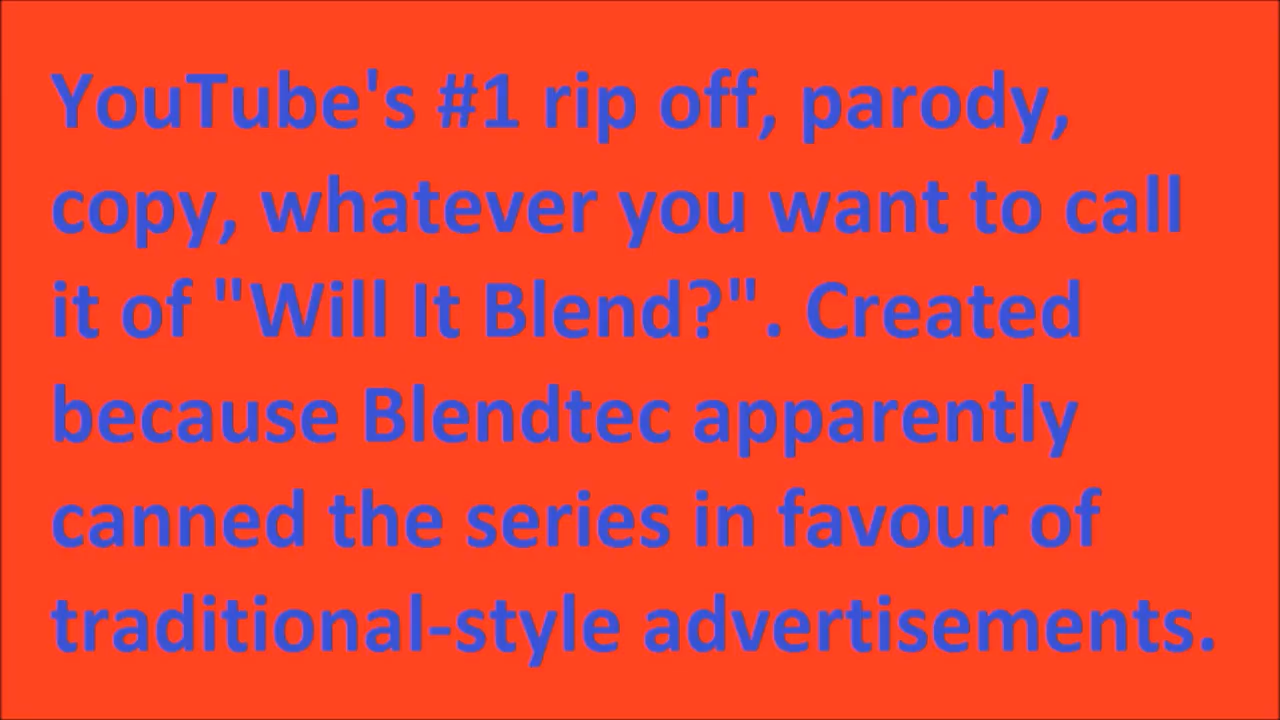 YouTube's #1 rip off, parody,
copy, whatever you want to call
it of "Will It Blend?". Created
because Blendtec apparently
canned the series in favour of
traditional-style advertisements.